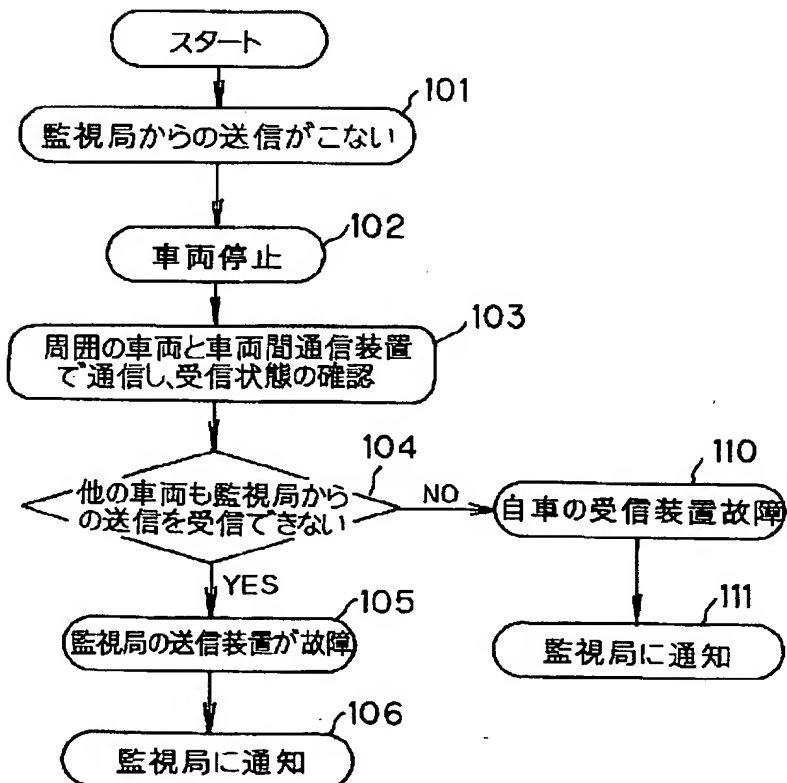 スタート
101
監視局からの送信がこない
102
車両停止
103
周囲の車両と車両間通信装置
で通信し、受信状態の確認
104
他の車両も監視局から
の送信を受信できない
NO
110
自車の受信装置故障
YES
105
監視局の送信装置が故障
111
監視局に通知
106
監視局に通知